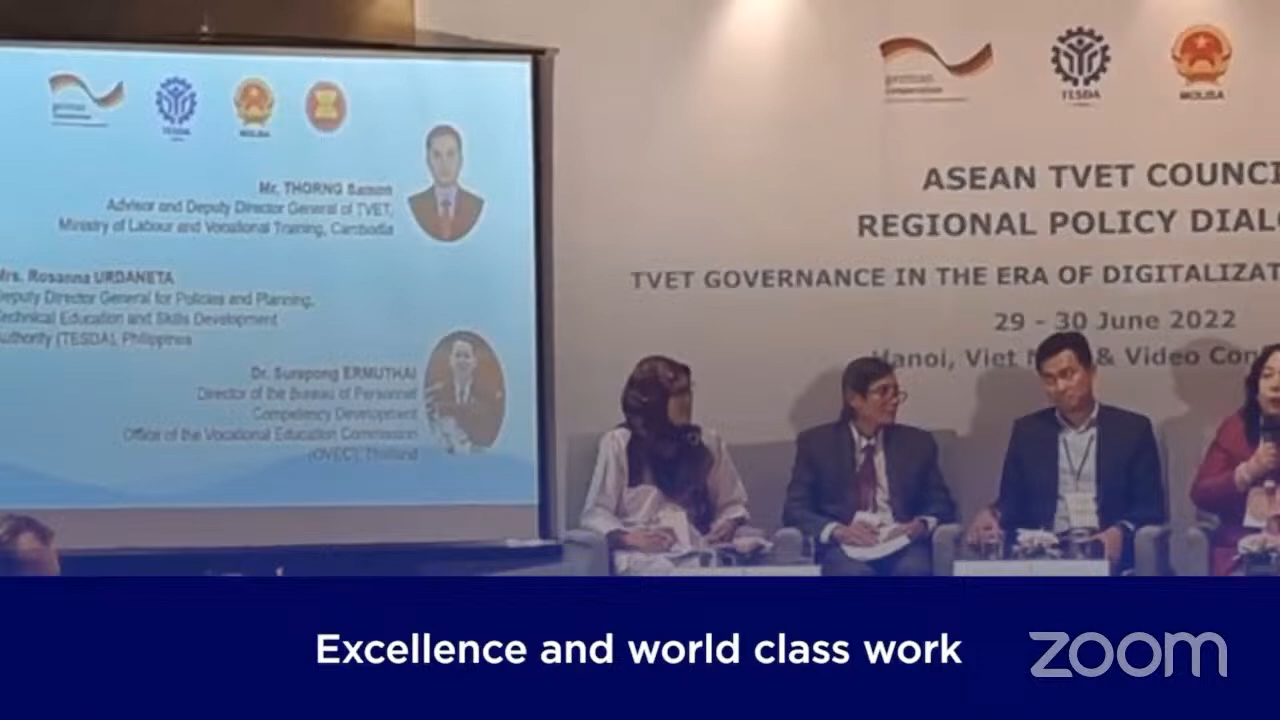 german
cooperation
TESDA
MOLISA
Mr. THORNG Samon
Advisor and Deputy Director General of TVET,
Ministry of Labour and Vocational Training, Cambodia
Mrs. Rosanna URDANETA
Deputy Director General for Policies and Planning,
Technical Education and Skills Development
Authority (TESDA), Philippines
Dr. Surapong ERMUTHAI
Director of the Bureau of Personnel
Competency Development
Office of the Vocational Education Commission
(OVEC), Thailand
german
cooperation
TESDA
MOLISA
ASEAN TVET COUNCI
REGIONAL POLICY DIAL
TVET GOVERNANCE IN THE ERA OF DIGITALIZAT
29 - 30 June 2022
Hanoi, Viet N & Video Con
Excellence and world class work
zoom